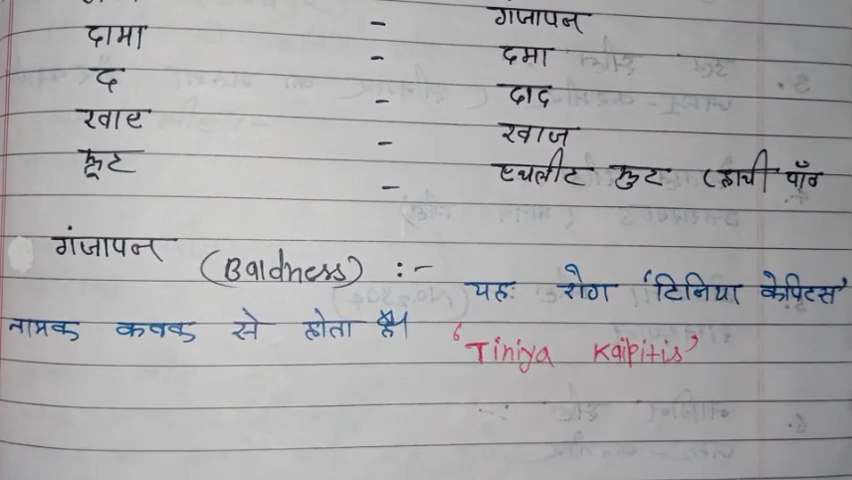 - गंजापन
दामा - दमा
द - दाद
खाए - खाज
फूट - एथलीट फुट (हाथी पाँव
गंजापन (Baldness) :-
यहः रोग 'टिनिया केपिटस'
नामक कवक से होता है।
'Tiniya Kaipitis'